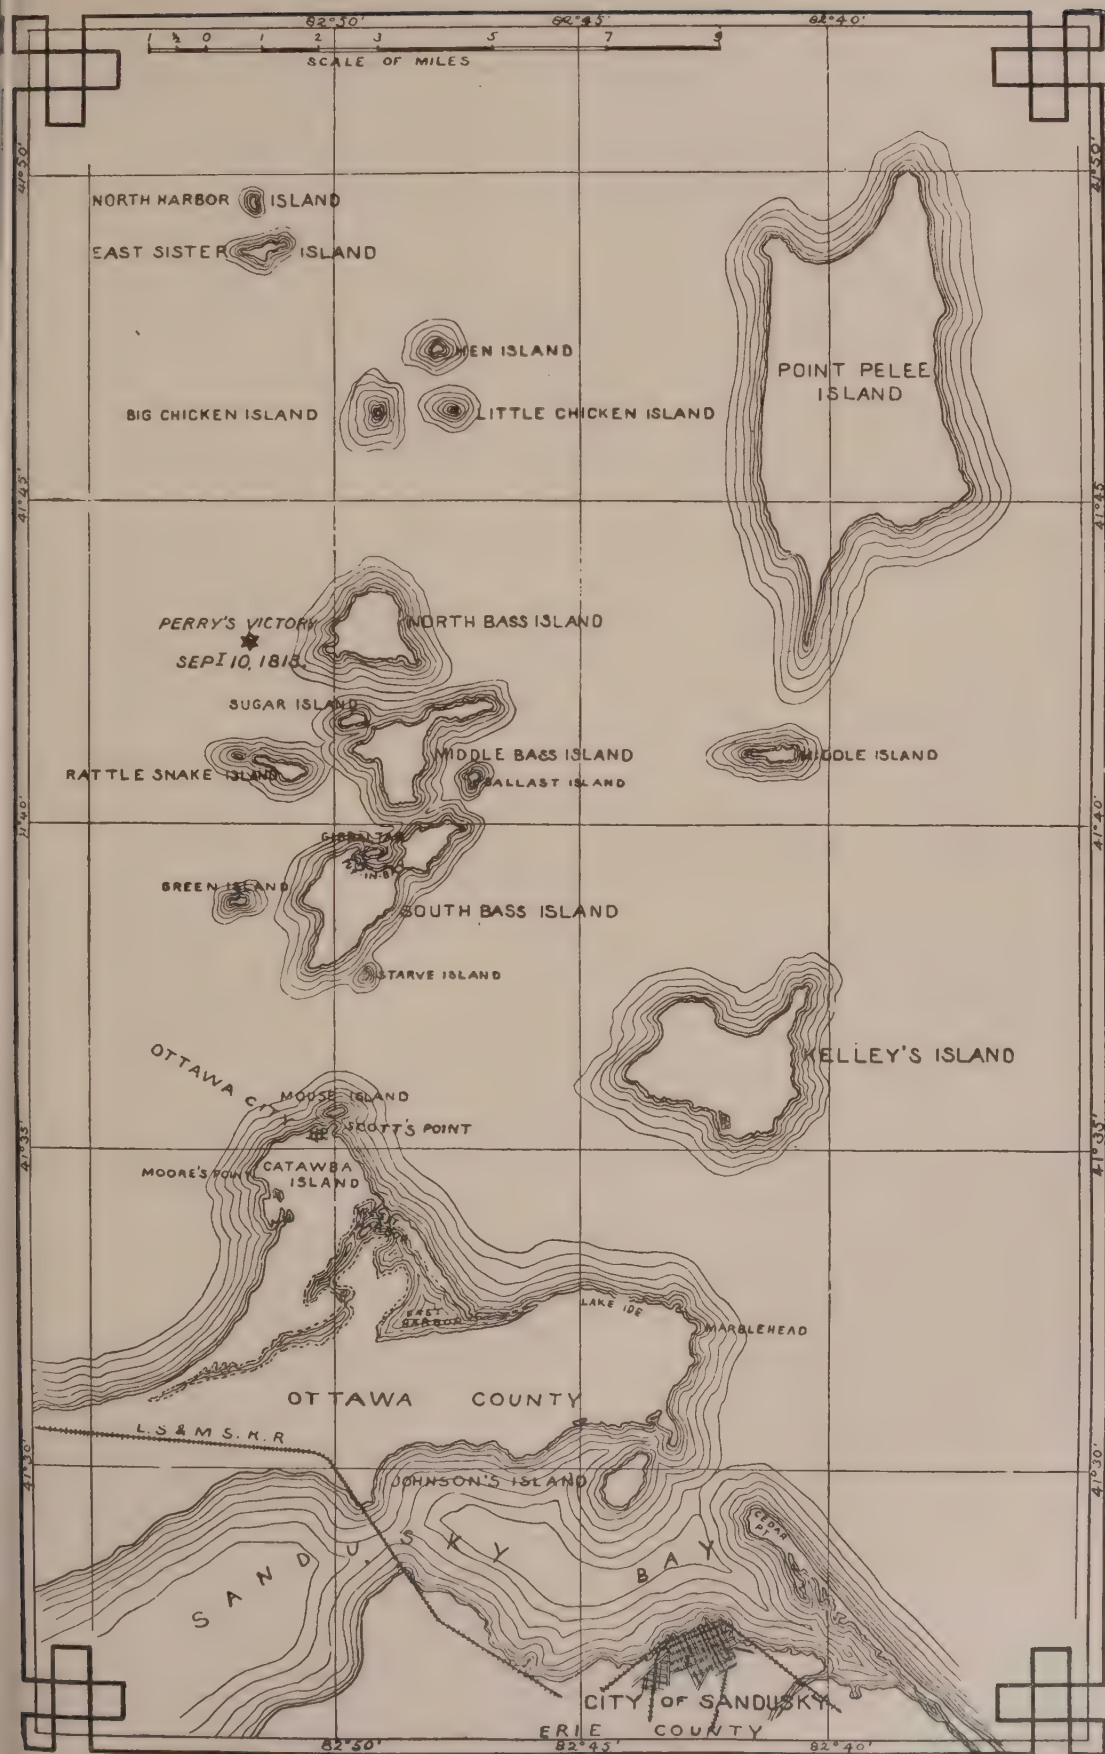 82°50'
82°45'
82°40'
1 ½ 0 1 2 3 5 7 9
SCALE OF MILES
41°50'
41°50'
NORTH HARBOR ISLAND
EAST SISTER ISLAND
HEN ISLAND
POINT PELEE
ISLAND
BIG CHICKEN ISLAND
LITTLE CHICKEN ISLAND
41°45'
41°45'
PERRY'S VICTORY
SEPT 10, 1813.
NORTH BASS ISLAND
SUGAR ISLAND
MIDDLE BASS ISLAND
MIDDLE ISLAND
RATTLE SNAKE ISLAND
BALLAST ISLAND
41°40'
41°40'
GIBRALTAR
GREEN ISLAND
SOUTH BASS ISLAND
STARVE ISLAND
KELLEY'S ISLAND
OTTAWA CITY
MOUSE ISLAND
SCOTT'S POINT
41°35'
41°35'
MOORE'S POINT
CATAWBA
ISLAND
WEST
HARBOR
EAST
HARBOR
LAKE IDE
MARBLEHEAD
OTTAWA COUNTY
L.S & M S. R. R
41°30'
41°30'
JOHNSON'S ISLAND
CEDAR
PT
SANDUSKY BAY
CITY OF SANDUSKY
ERIE COUNTY
82°50'
82°45'
82°40'